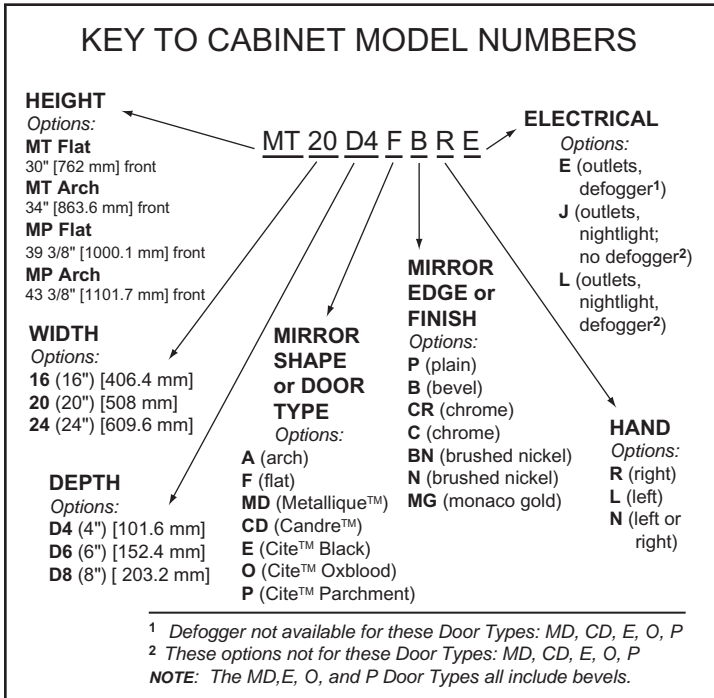 KEY TO CABINET MODEL NUMBERS
HEIGHT
Options:
MT Flat
30" [762 mm] front
MT Arch
34" [863.6 mm] front
MP Flat
39 3/8" [1000.1 mm] front
MP Arch
43 3/8" [1101.7 mm] front
MT 20 D4 F B R E
ELECTRICAL
Options:
E (outlets,
defogger¹)
J (outlets,
nightlight;
no defogger²)
L (outlets,
nightlight,
defogger²)
WIDTH
Options:
16 (16") [406.4 mm]
20 (20") [508 mm]
24 (24") [609.6 mm]
DEPTH
Options:
D4 (4") [101.6 mm]
D6 (6") [152.4 mm]
D8 (8") [ 203.2 mm]
MIRROR
SHAPE
or DOOR
TYPE
Options:
A (arch)
F (flat)
MD (Metallique™)
CD (Candre™)
E (Cite™ Black)
O (Cite™ Oxblood)
P (Cite™ Parchment)
MIRROR
EDGE or
FINISH
Options:
P (plain)
B (bevel)
CR (chrome)
C (chrome)
BN (brushed nickel)
N (brushed nickel)
MG (monaco gold)
HAND
Options:
R (right)
L (left)
N (left or
right)
¹ Defogger not available for these Door Types: MD, CD, E, O, P
² These options not for these Door Types: MD, CD, E, O, P
NOTE: The MD,E, O, and P Door Types all include bevels.